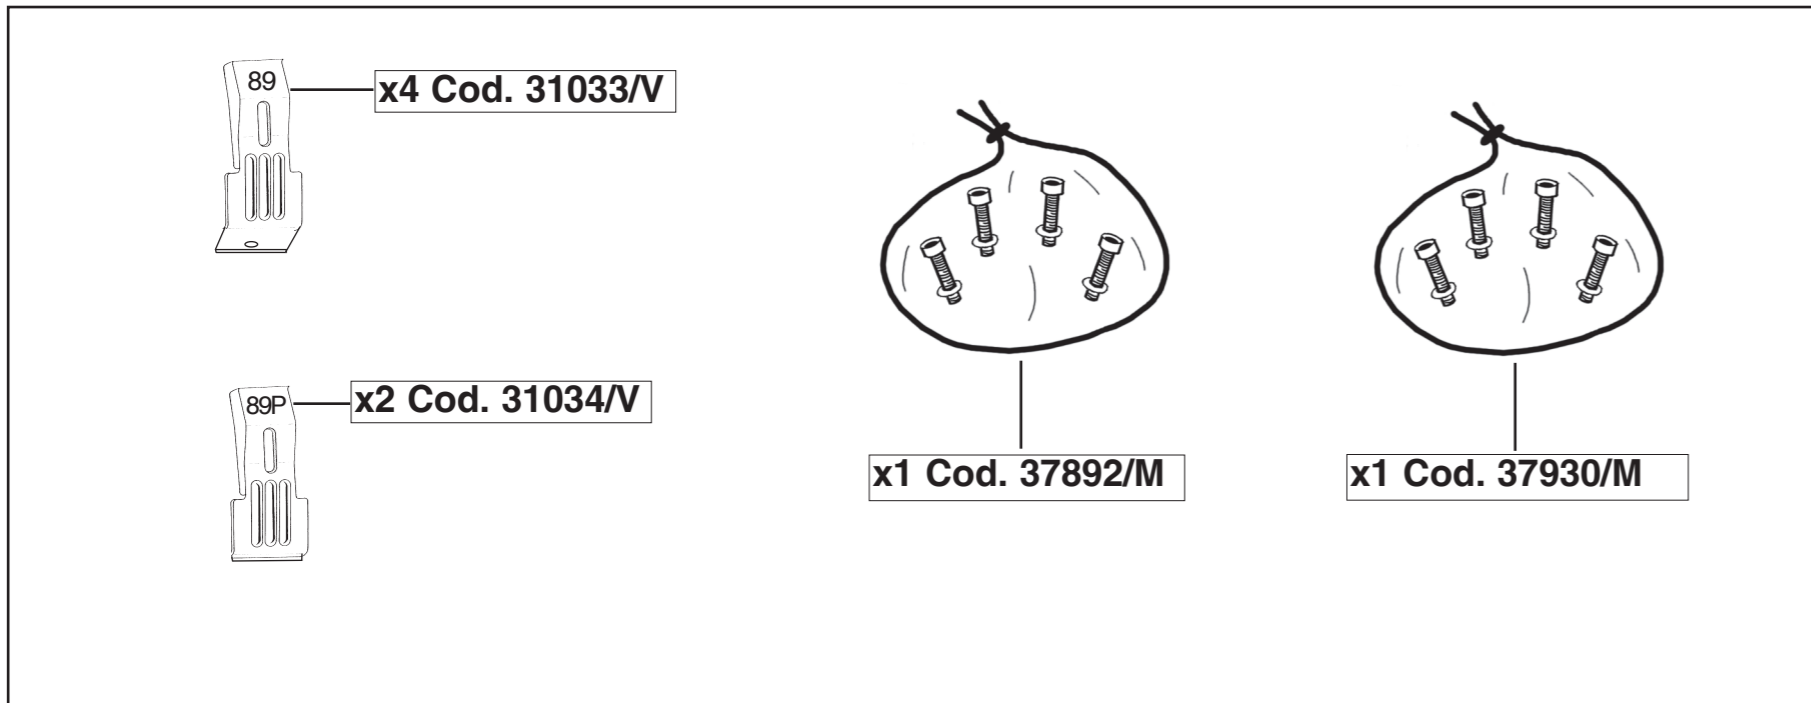 89
x4 Cod. 31033/V
89P
x2 Cod. 31034/V
x1 Cod. 37892/M
x1 Cod. 37930/M